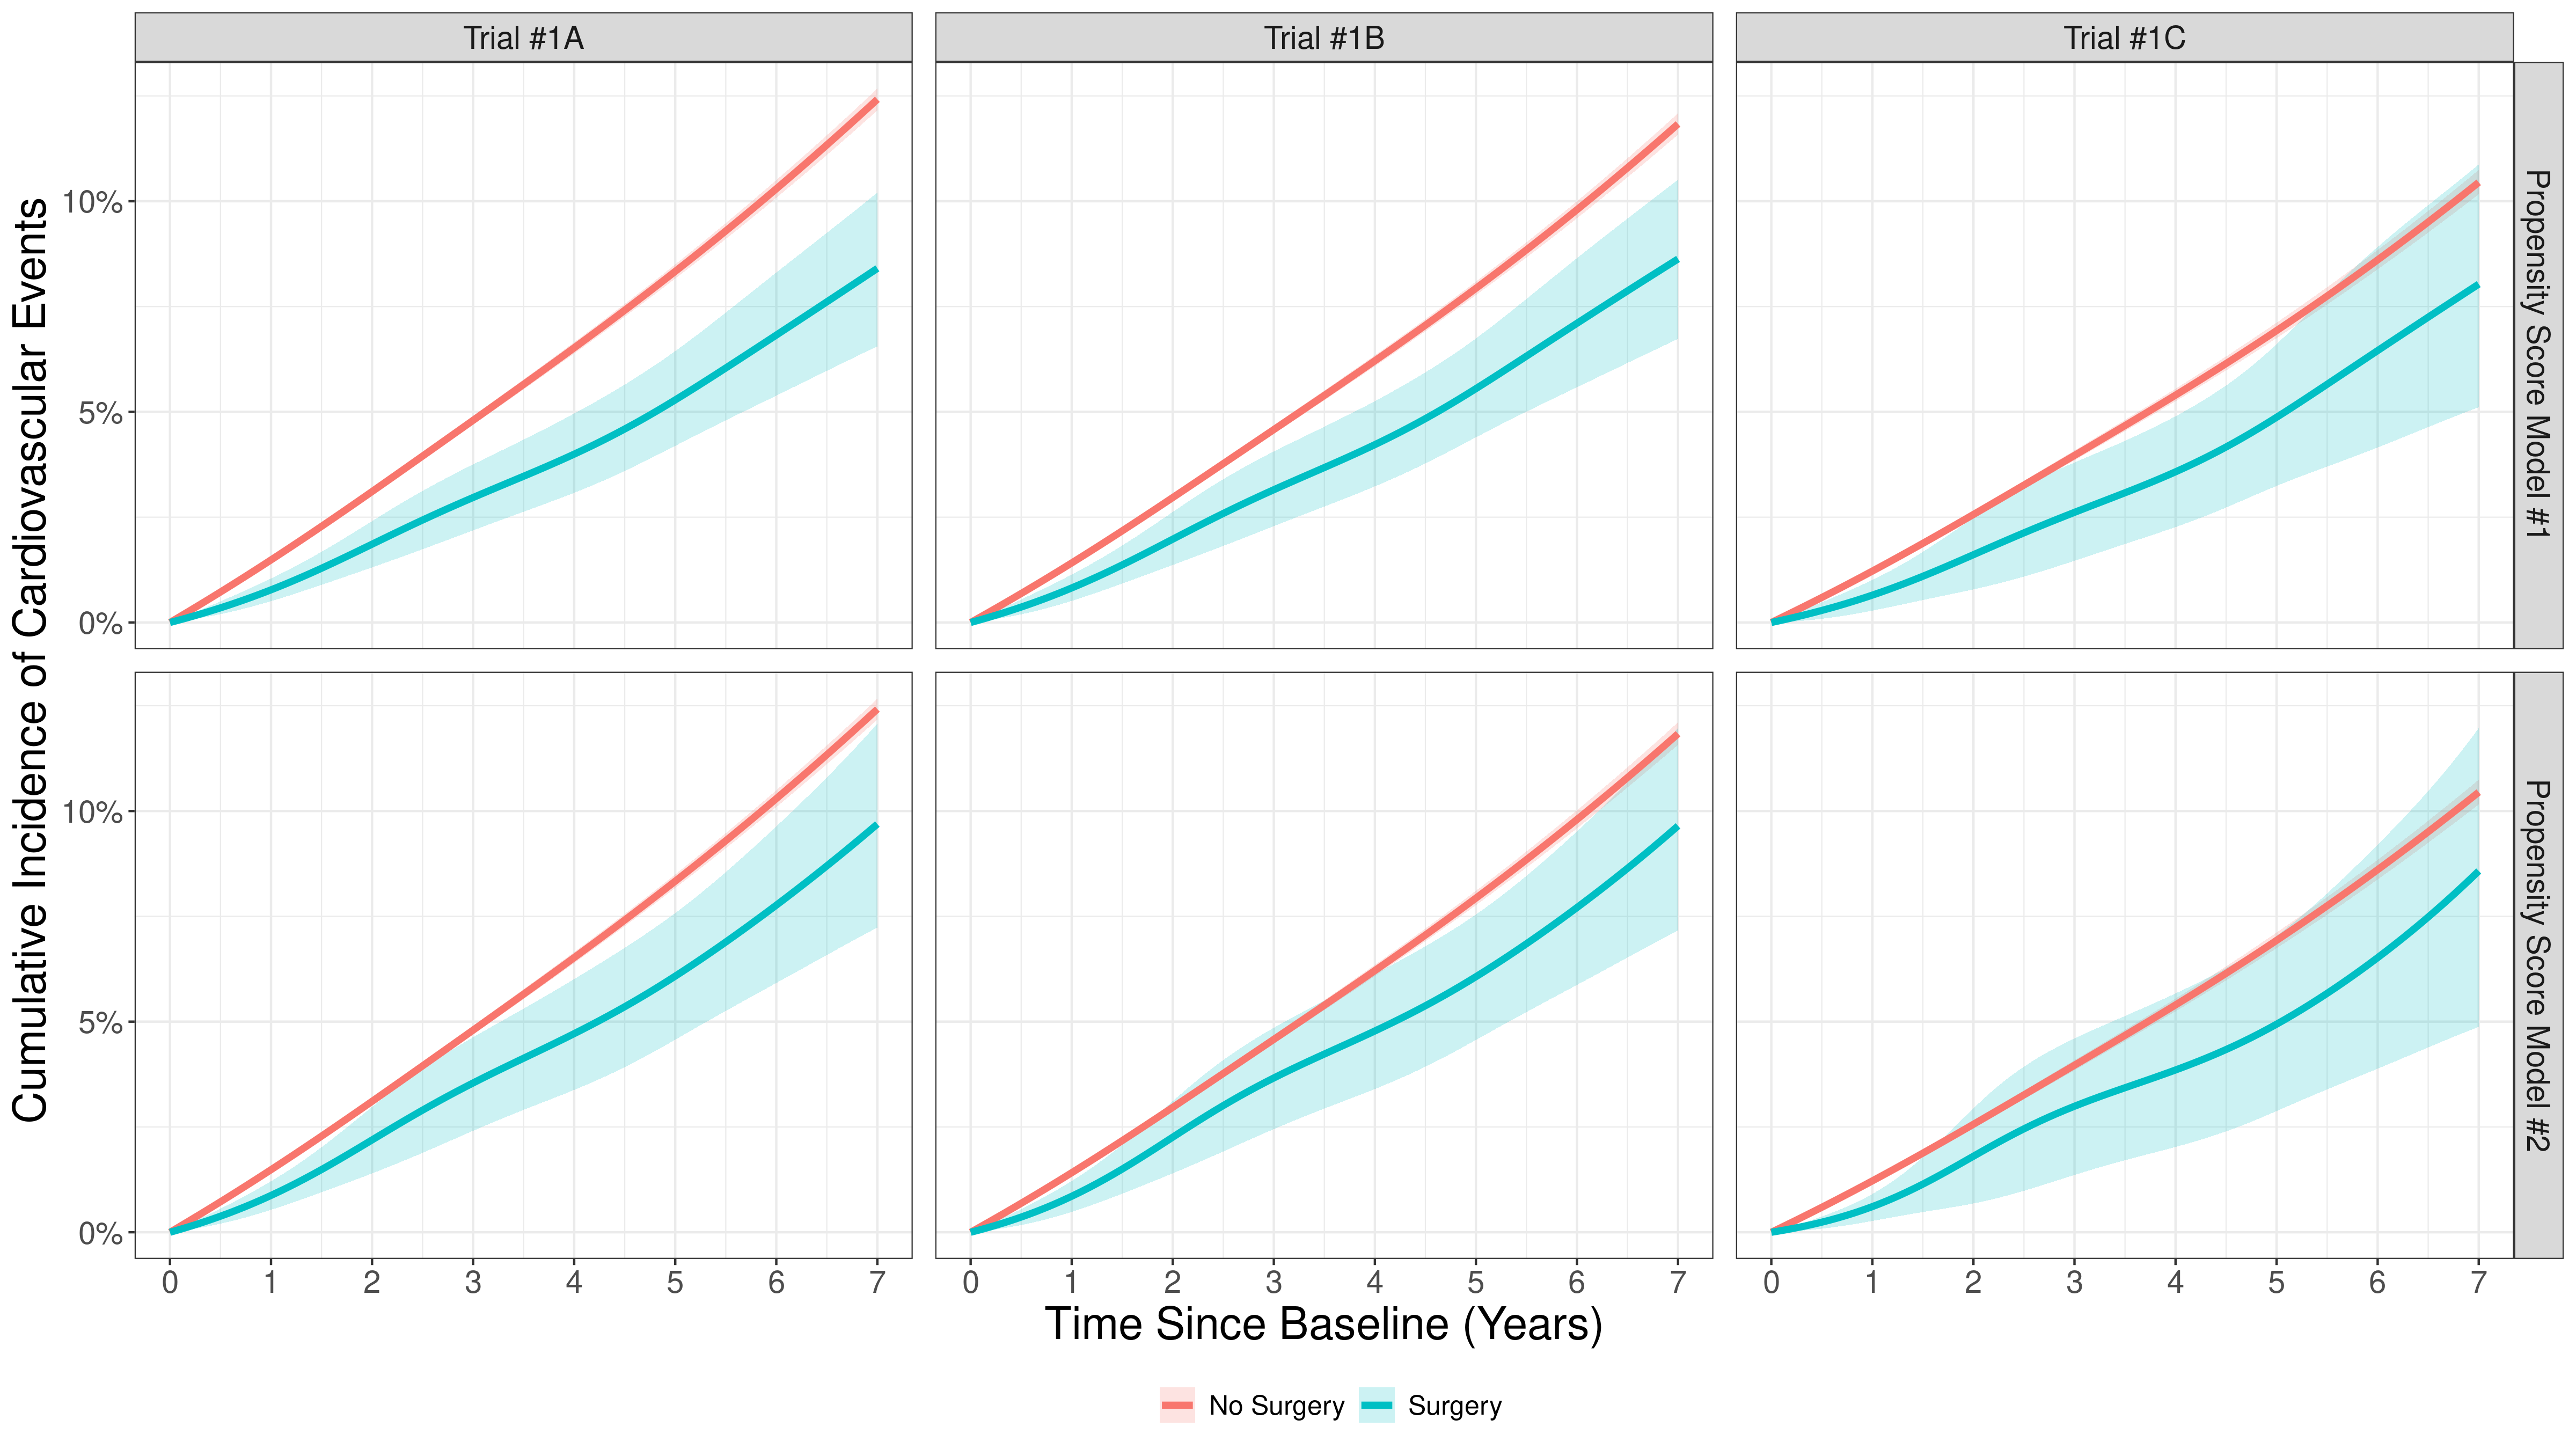 Trial #1A
Trial #1B
Trial #1C
Cumulative Incidence of Cardiovascular Events
10%
5%
0%
Propensity Score Model #1
10%
5%
0%
Propensity Score Model #2
0 1 2 3 4 5 6 7
0 1 2 3 4 5 6 7
0 1 2 3 4 5 6 7
Time Since Baseline (Years)
No Surgery Surgery